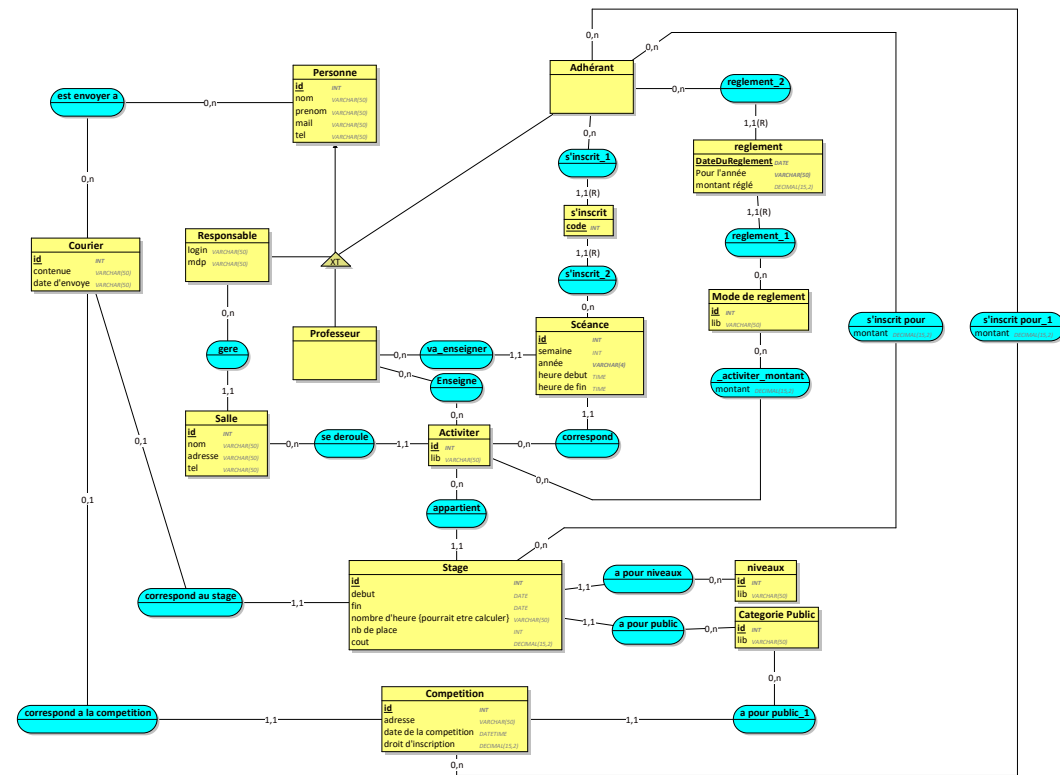 0,n
0,n
0,n
Personne
id INT
nom VARCHAR(50)
prenom VARCHAR(50)
mail VARCHAR(50)
tel VARCHAR(50)
Adhérant
est envoyer a
0,n
0,n
reglement_2
0,n
1,1(R)
s'inscrit_1
reglement
DateDuReglement DATE
Pour l'année VARCHAR(50)
montant réglé DECIMAL(15,2)
0,n
1,1(R)
1,1(R)
s'inscrit
code INT
Courier
id INT
contenue VARCHAR(50)
date d'envoye VARCHAR(50)
Responsable
login VARCHAR(50)
mdp VARCHAR(50)
reglement_1
1,1(R)
XT
s'inscrit_2
0,n
0,n
0,n
Mode de reglement
id INT
lib VARCHAR(50)
Professeur
Scéance
id INT
semaine INT
année VARCHAR(4)
heure debut TIME
heure de fin TIME
s'inscrit pour
montant DECIMAL(15,2)
s'inscrit pour_1
montant DECIMAL(15,2)
gere
0,n
va_enseigner
1,1
0,n
0,n
Enseigne
_activiter_montant
montant DECIMAL(15,2)
1,1
0,n
1,1
Salle
id INT
nom VARCHAR(50)
adresse VARCHAR(50)
tel VARCHAR(50)
0,n
se deroule
1,1
Activiter
id INT
lib VARCHAR(50)
0,n
correspond
0,1
0,n
0,n
0,1
appartient
0,n
1,1
Stage
id INT
debut DATE
fin DATE
nombre d'heure {pourrait etre calculer} VARCHAR(50)
nb de place INT
cout DECIMAL(15,2)
1,1
a pour niveaux
0,n
niveaux
id INT
lib VARCHAR(50)
correspond au stage
1,1
1,1
a pour public
0,n
Categorie Public
id INT
lib VARCHAR(50)
0,n
Competition
id INT
adresse VARCHAR(50)
date de la competition DATETIME
droit d'inscription DECIMAL(15,2)
correspond a la competition
1,1
1,1
a pour public_1
0,n